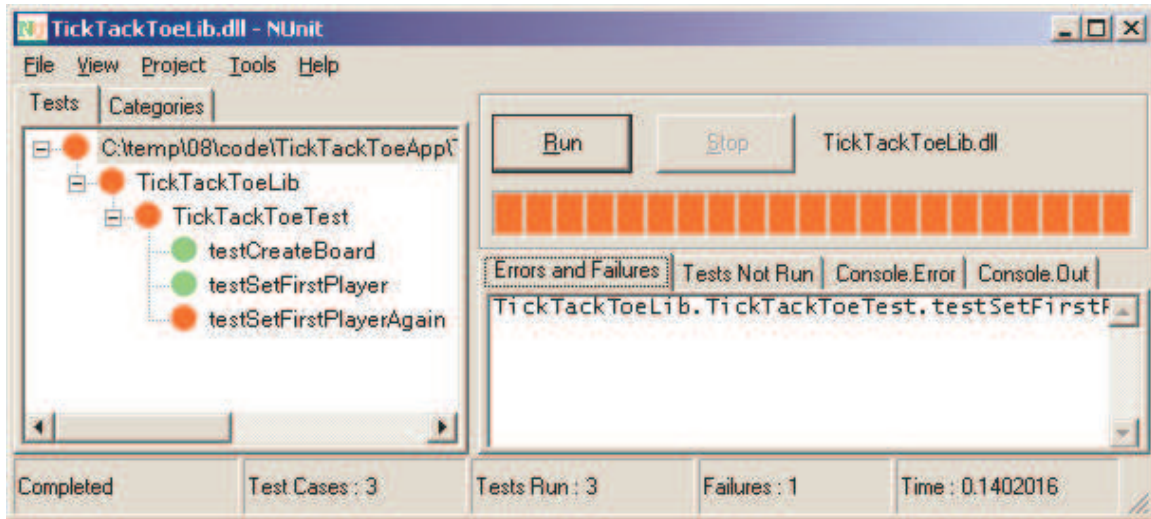 TickTackToeLib.dll - NUnit
File View Project Tools Help
Tests Categories
C:\temp\08\code\TickTackToeApp\T
TickTackToeLib
TickTackToeTest
testCreateBoard
testSetFirstPlayer
testSetFirstPlayerAgain
Run Stop TickTackToeLib.dll
Errors and Failures Tests Not Run Console.Error Console.Out
TickTackToeLib.TickTackToeTest.testSetFirstP
Completed Test Cases : 3 Tests Run : 3 Failures : 1 Time : 0.1402016